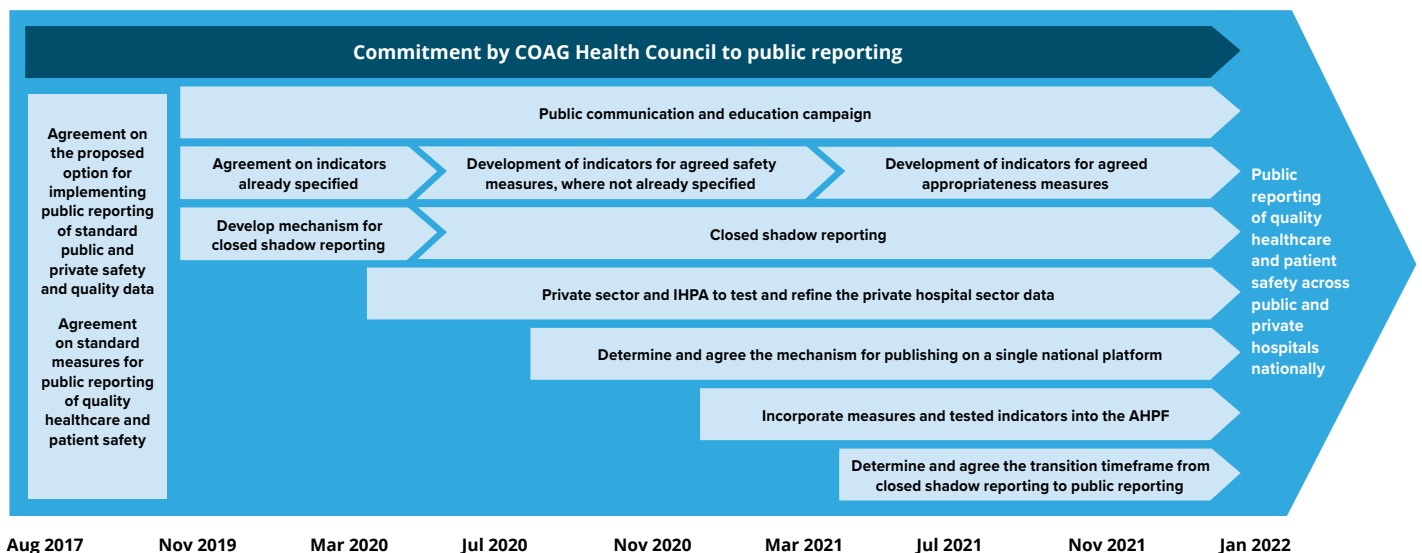 Commitment by COAG Health Council to public reporting
Agreement on
the proposed
option for
implementing
public reporting
of standard
public and
private safety
and quality data
Agreement
on standard
measures for
public reporting
of quality
healthcare and
patient safety
Public communication and education campaign
Agreement on indicators
already specified
Development of indicators for agreed safety
measures, where not already specified
Development of indicators for agreed
appropriateness measures
Develop mechanism for
closed shadow reporting
Closed shadow reporting
Private sector and IHPA to test and refine the private hospital sector data
Determine and agree the mechanism for publishing on a single national platform
Incorporate measures and tested indicators into the AHPF
Determine and agree the transition timeframe from
closed shadow reporting to public reporting
Public
reporting
of quality
healthcare
and patient
safety across
public and
private
hospitals
nationally
Aug 2017 Nov 2019 Mar 2020 Jul 2020 Nov 2020 Mar 2021 Jul 2021 Nov 2021 Jan 2022